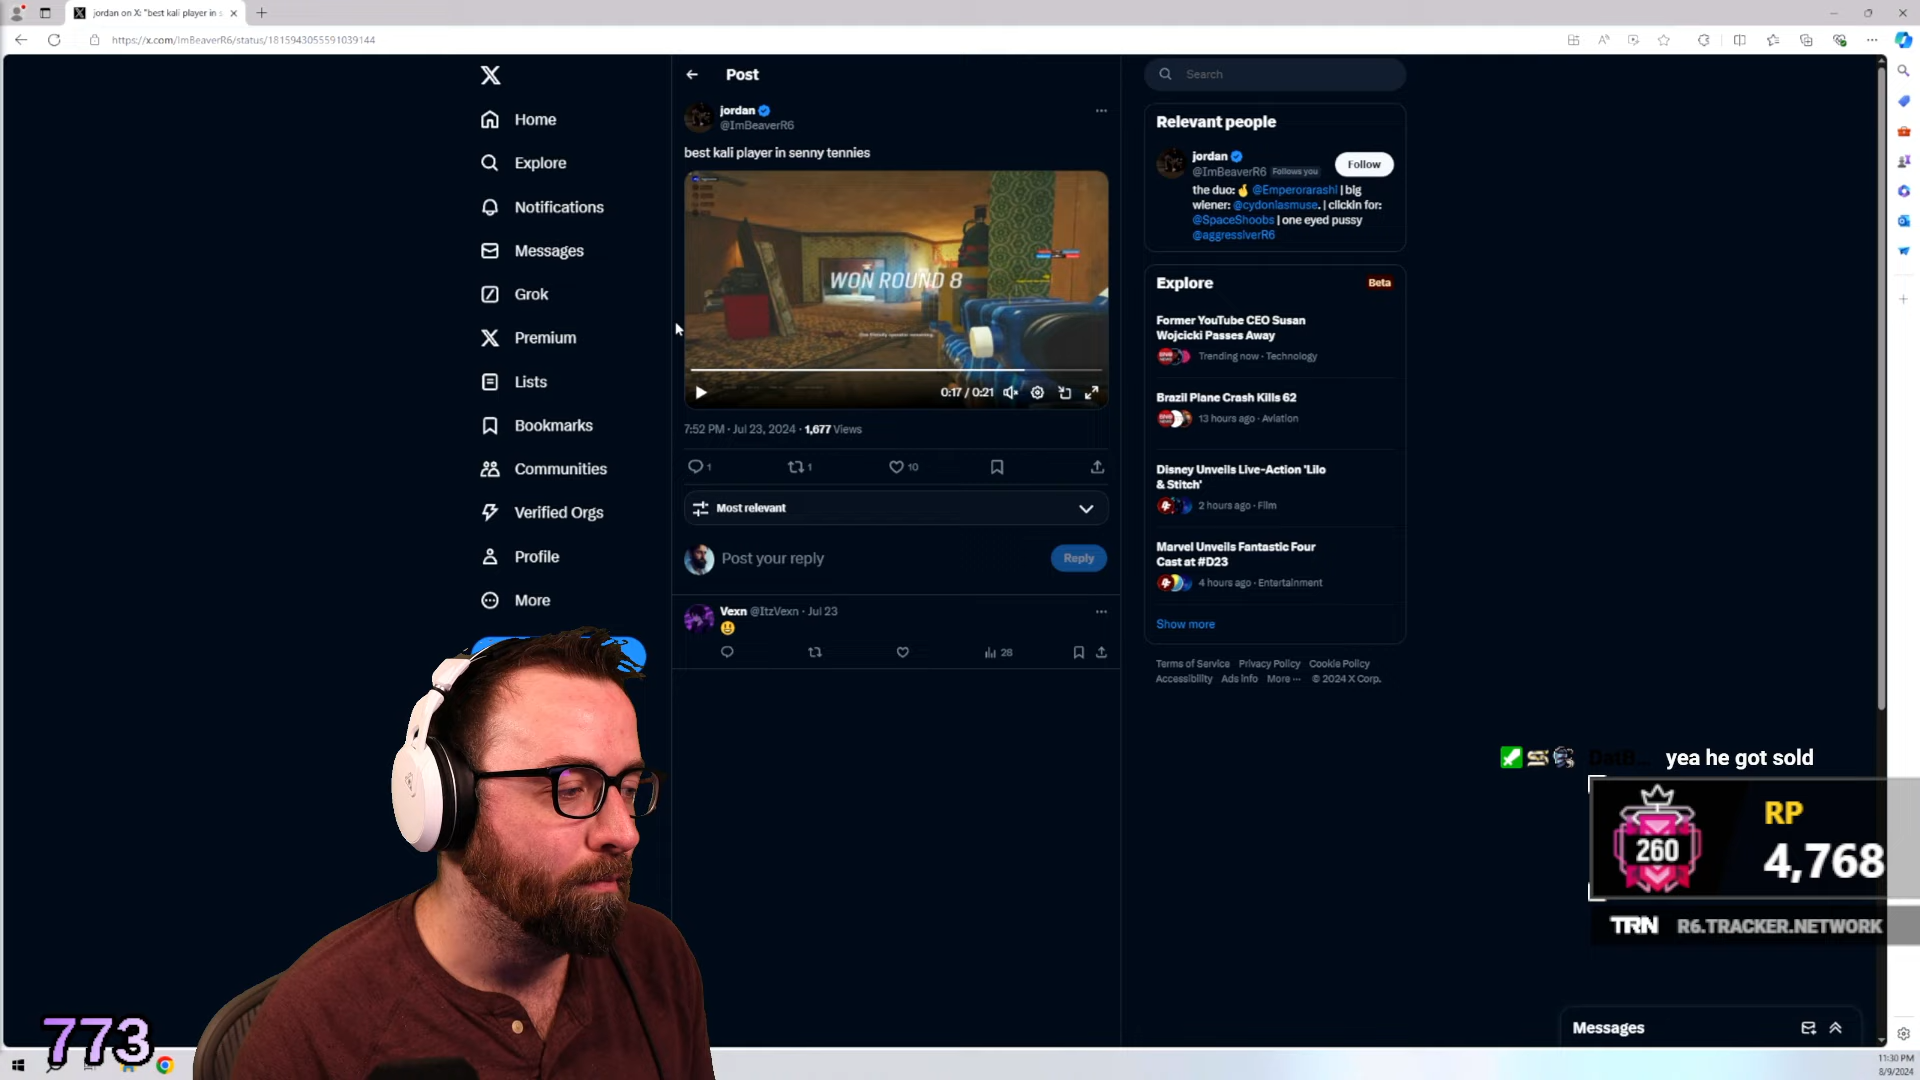 jordan on X: "best kali player in s
https://x.com/ImBeaverR6/status/1815943055591039144
Home
Explore
Notifications
Messages
Grok
Premium
Lists
Bookmarks
Communities
Verified Orgs
Profile
More
Post
jordan
@ImBeaverR6
best kali player in senny tennies
WON ROUND 8
0:17 / 0:21
7:52 PM · Jul 23, 2024 · 1,677 Views
1
1
10
Most relevant
Post your reply
Reply
Vexn @ItzVexn · Jul 23
28
Search
Relevant people
jordan
@ImBeaverR6 Follows you
Follow
the duo: @Emperorarashi | big
wiener: @cydoniasmuse. | clickin for:
@SpaceShoobs | one eyed pussy
@aggressiverR6
Explore
Beta
Former YouTube CEO Susan
Wojcicki Passes Away
Trending now · Technology
Brazil Plane Crash Kills 62
13 hours ago · Aviation
Disney Unveils Live-Action 'Lilo
& Stitch'
2 hours ago · Film
Marvel Unveils Fantastic Four
Cast at #D23
4 hours ago · Entertainment
Show more
Terms of Service Privacy Policy Cookie Policy
Accessibility Ads info More ··· © 2024 X Corp.
DatB... yea he got sold
RP
260
4,768
TRN R6.TRACKER.NETWORK
Messages
773
11:30 PM
8/9/2024